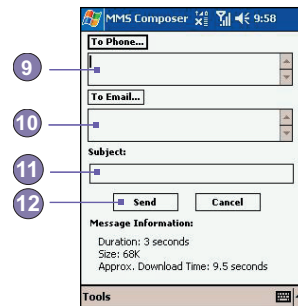 MMS Composer 9:58
To Phone...
9
To Email...
10
Subject:
11
12 Send Cancel
Message Information:
Duration: 3 seconds
Size: 68K
Approx. Download Time: 9.5 seconds
Tools